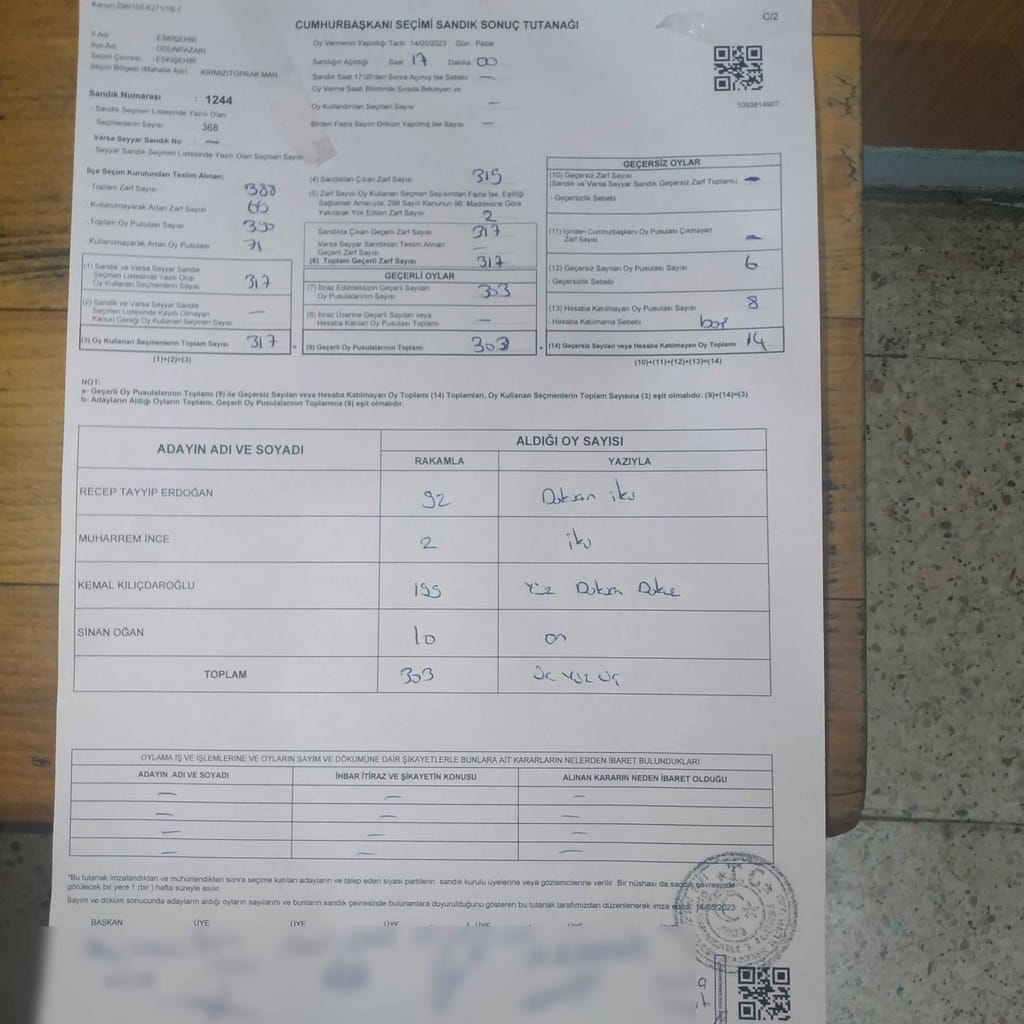 Kanun:298/105,6271/16-1
CUMHURBAŞKANI SEÇİMİ SANDIK SONUÇ TUTANAĞI
C/2
İl Adı : ESKİŞEHİR
İlçe Adı : ODUNPAZARI
Seçim Çevresi : ESKİŞEHİR
Seçim Bölgesi (Mahalle Adı) KIRMIZITOPRAK MAH.
Sandık Numarası : 1244
- Sandık Seçmen Listesinde Yazılı Olan
Seçmenlerin Sayısı 368
Varsa Seyyar Sandık No : —
- Seyyar Sandık Seçmen Listesinde Yazılı Olan Seçmen Sayısı
Oy Vermenin Yapıldığı Tarih 14/05/2023 Gün Pazar
Sandığın Açıldığı Saat 17 Dakika 00
Sandık Saat 17:00'den Sonra Açılmış İse Sebebi —
Oy Verme Saati Bitiminde Sırada Bekleyen ve
Oy Kullandırılan Seçmen Sayısı —
Birden Fazla Sayım Döküm Yapılmış İse Sayısı —
1093814907
İlçe Seçim Kurulundan Teslim Alınan:
- Toplam Zarf Sayısı
- Kullanılmayarak Artan Zarf Sayısı
- Toplam Oy Pusulası Sayısı
- Kullanılmayarak Artan Oy Pusulası 71
(1) Sandık ve Varsa Seyyar Sandık
Seçmen Listesinde Yazılı Olup
Oy Kullanan Seçmenlerin Sayısı 317
(2) Sandık ve Varsa Seyyar Sandık
Seçmen Listesinde Kayıtlı Olmayan
Kanun Gereği Oy Kullanan Seçmen Sayısı —
(3) Oy Kullanan Seçmenlerin Toplam Sayısı 317
(1)+(2)=(3)
(4) Sandıktan Çıkan Zarf Sayısı 319
(5) Zarf Sayısı Oy Kullanan Seçmen Sayısından Fazla İse, Eşitliği
Sağlamak Amacıyla, 298 Sayılı Kanunun 98. Maddesine Göre
Yakılarak Yok Edilen Zarf Sayısı 2
Sandıkta Çıkan Geçerli Zarf Sayısı 317
Varsa Seyyar Sandıktan Teslim Alınan
Geçerli Zarf Sayısı —
(6) Toplam Geçerli Zarf Sayısı 317
GEÇERLİ OYLAR
(7) İtiraz Edilmeksizin Geçerli Sayılan
Oy Pusulalarının Sayısı 303
(8) İtiraz Üzerine Geçerli Sayılan veya
Hesaba Katılan Oy Pusulası Toplamı —
(9) Geçerli Oy Pusulalarının Toplamı 303
GEÇERSİZ OYLAR
(10) Geçersiz Zarf Sayısı
(Sandık ve Varsa Seyyar Sandık Geçersiz Zarf Toplamı) —
- Geçersizlik Sebebi
(11) İçinden Cumhurbaşkanı Oy Pusulası Çıkmayan
Zarf Sayısı —
(12) Geçersiz Sayılan Oy Pusulası Sayısı 6
- Geçersizlik Sebebi
(13) Hesaba Katılmayan Oy Pusulası Sayısı 8
- Hesaba Katılmama Sebebi boş
(14) Geçersiz Sayılan veya Hesaba Katılmayan Oy Toplamı 14
(10)+(11)+(12)+(13)=(14)
NOT:
a- Geçerli Oy Pusulalarının Toplamı (9) ile Geçersiz Sayılan veya Hesaba Katılmayan Oy Toplamı (14) Toplamları, Oy Kullanan Seçmenlerin Toplam Sayısına (3) eşit olmalıdır. (9)+(14)=(3)
b- Adayların Aldığı Oyların Toplamı, Geçerli Oy Pusulalarının Toplamına (9) eşit olmalıdır.
ADAYIN ADI VE SOYADI
ALDIĞI OY SAYISI
RAKAMLA YAZIYLA
RECEP TAYYİP ERDOĞAN 92 Doksan iki
MUHARREM İNCE 2 iki
KEMAL KILIÇDAROĞLU 199 Yüz Doksan Dokuz
SİNAN OĞAN 10 on
TOPLAM 303 Üç Yüz Üç
OYLAMA İŞ VE İŞLEMLERİNE VE OYLARIN SAYIM VE DÖKÜMÜNE DAİR ŞİKAYETLERLE BUNLARA AİT KARARLARIN NELERDEN İBARET BULUNDUKLARI
ADAYIN ADI VE SOYADI İHBAR İTİRAZ VE ŞİKAYETİN KONUSU ALINAN KARARIN NEDEN İBARET OLDUĞU
— — —
— — —
— — —
— — —
"Bu tutanak imzalandıktan ve mühürlendikten sonra seçime katılan adayların ve talep eden siyasi partilerin sandık kurulu üyelerine veya gözlemcilerine verilir. Bir nüshası da sandık çevresinde
görülecek bir yere 1 (bir ) hafta süreyle asılır.
Sayım ve döküm sonucunda adayların aldığı oyların sayılarını ve bunların sandık çevresinde bulunanlara duyurulduğunu gösteren bu tutanak tarafımızdan düzenlenerek imza edildi. 14/05/2023
BAŞKAN ÜYE ÜYE ÜYE ÜYE ÜYE ÜYE
T.C.